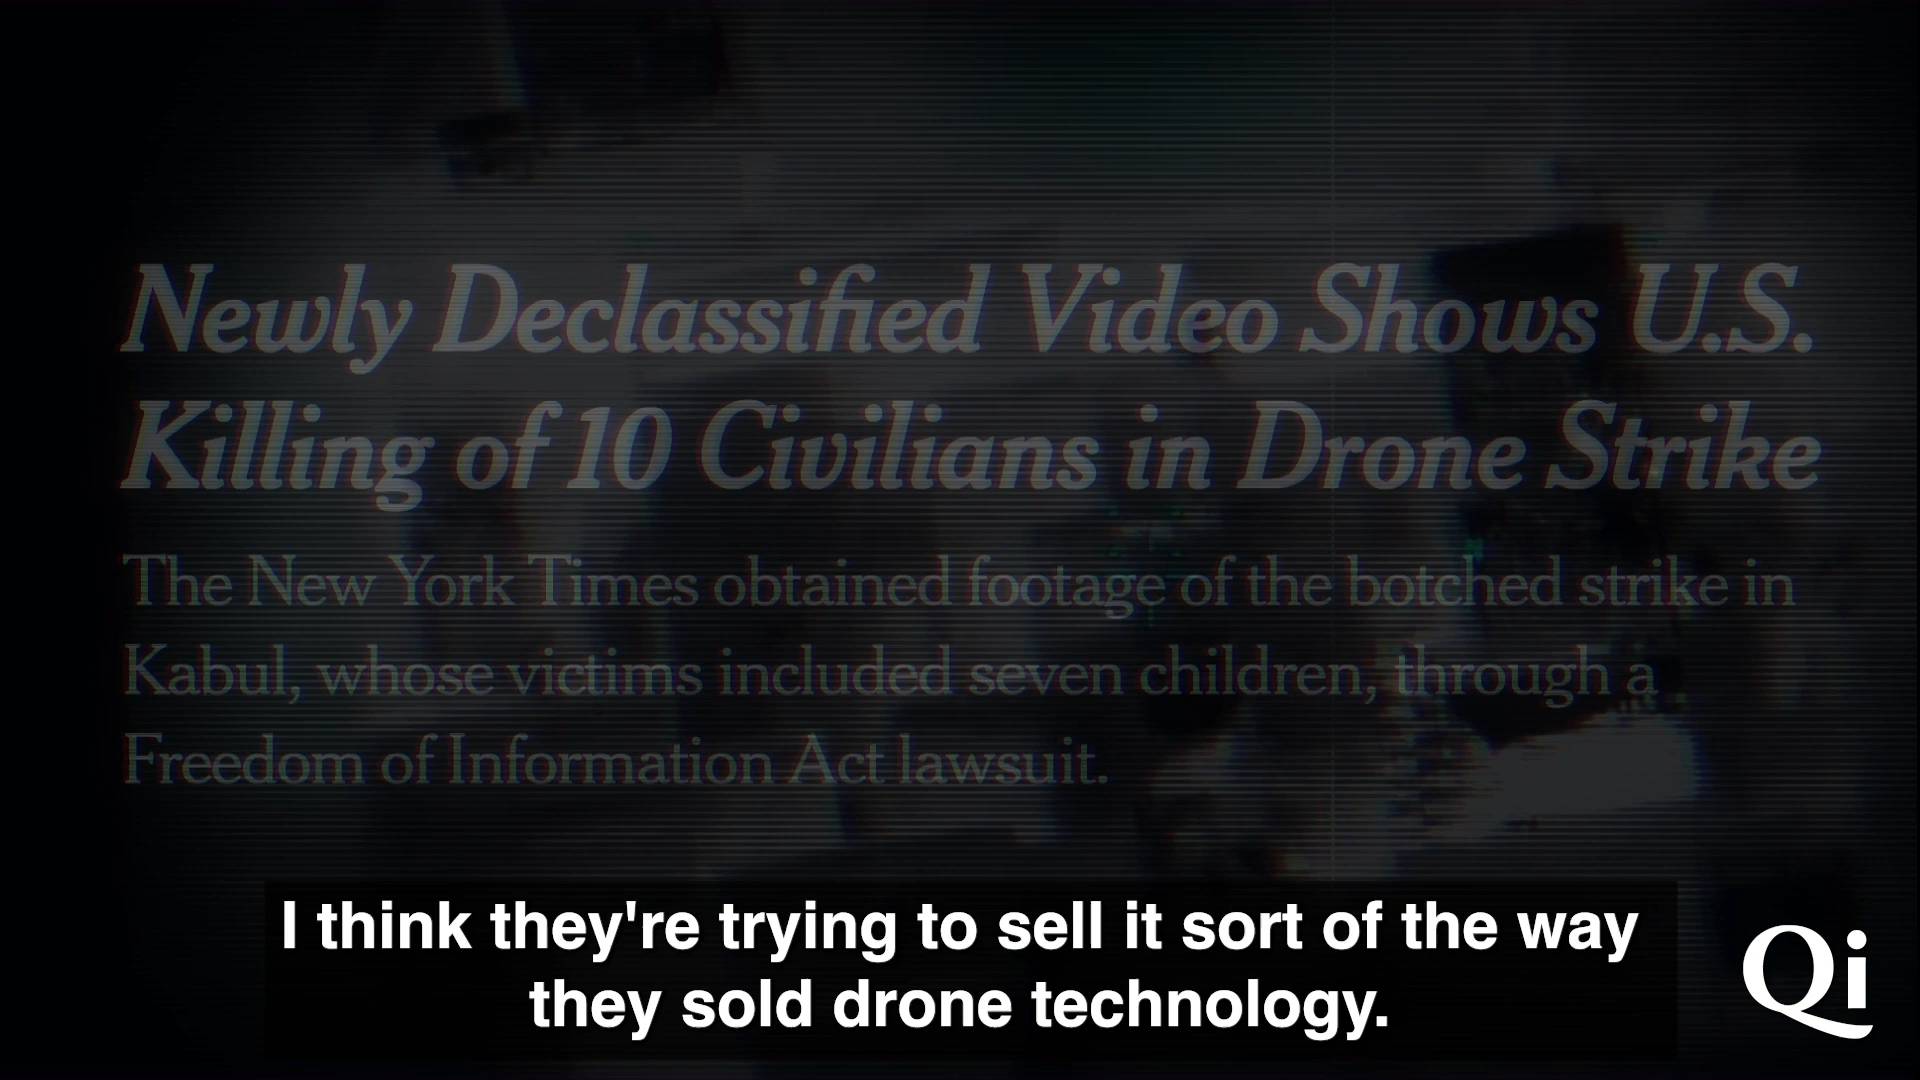 Newly Declassified Video Shows U.S.
Killing of 10 Civilians in Drone Strike
The New York Times obtained footage of the botched strike in
Kabul, whose victims included seven children, through a
Freedom of Information Act lawsuit.
I think they're trying to sell it sort of the way
they sold drone technology.
Qi